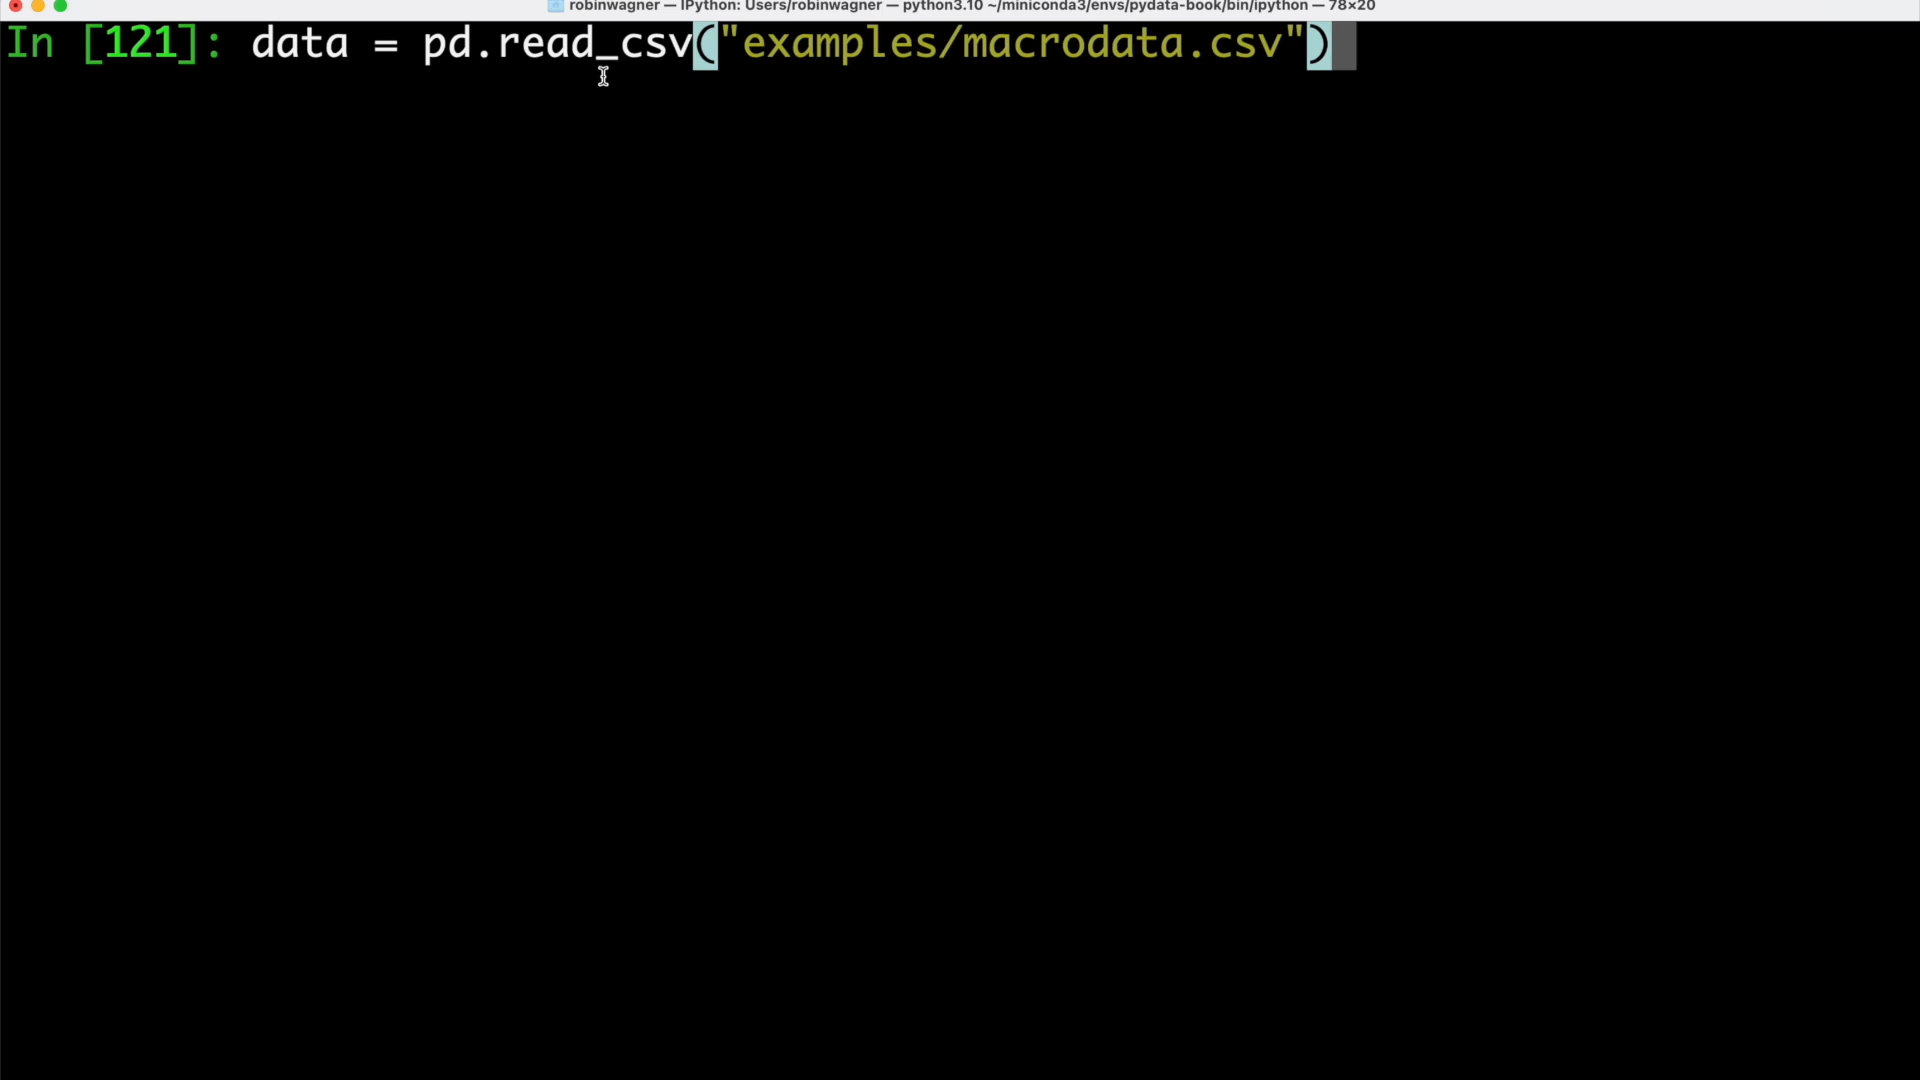 robinwagner — IPython: Users/robinwagner — python3.10 ~/miniconda3/envs/pydata-book/bin/ipython — 78×20
In [121]: data = pd.read_csv("examples/macrodata.csv")